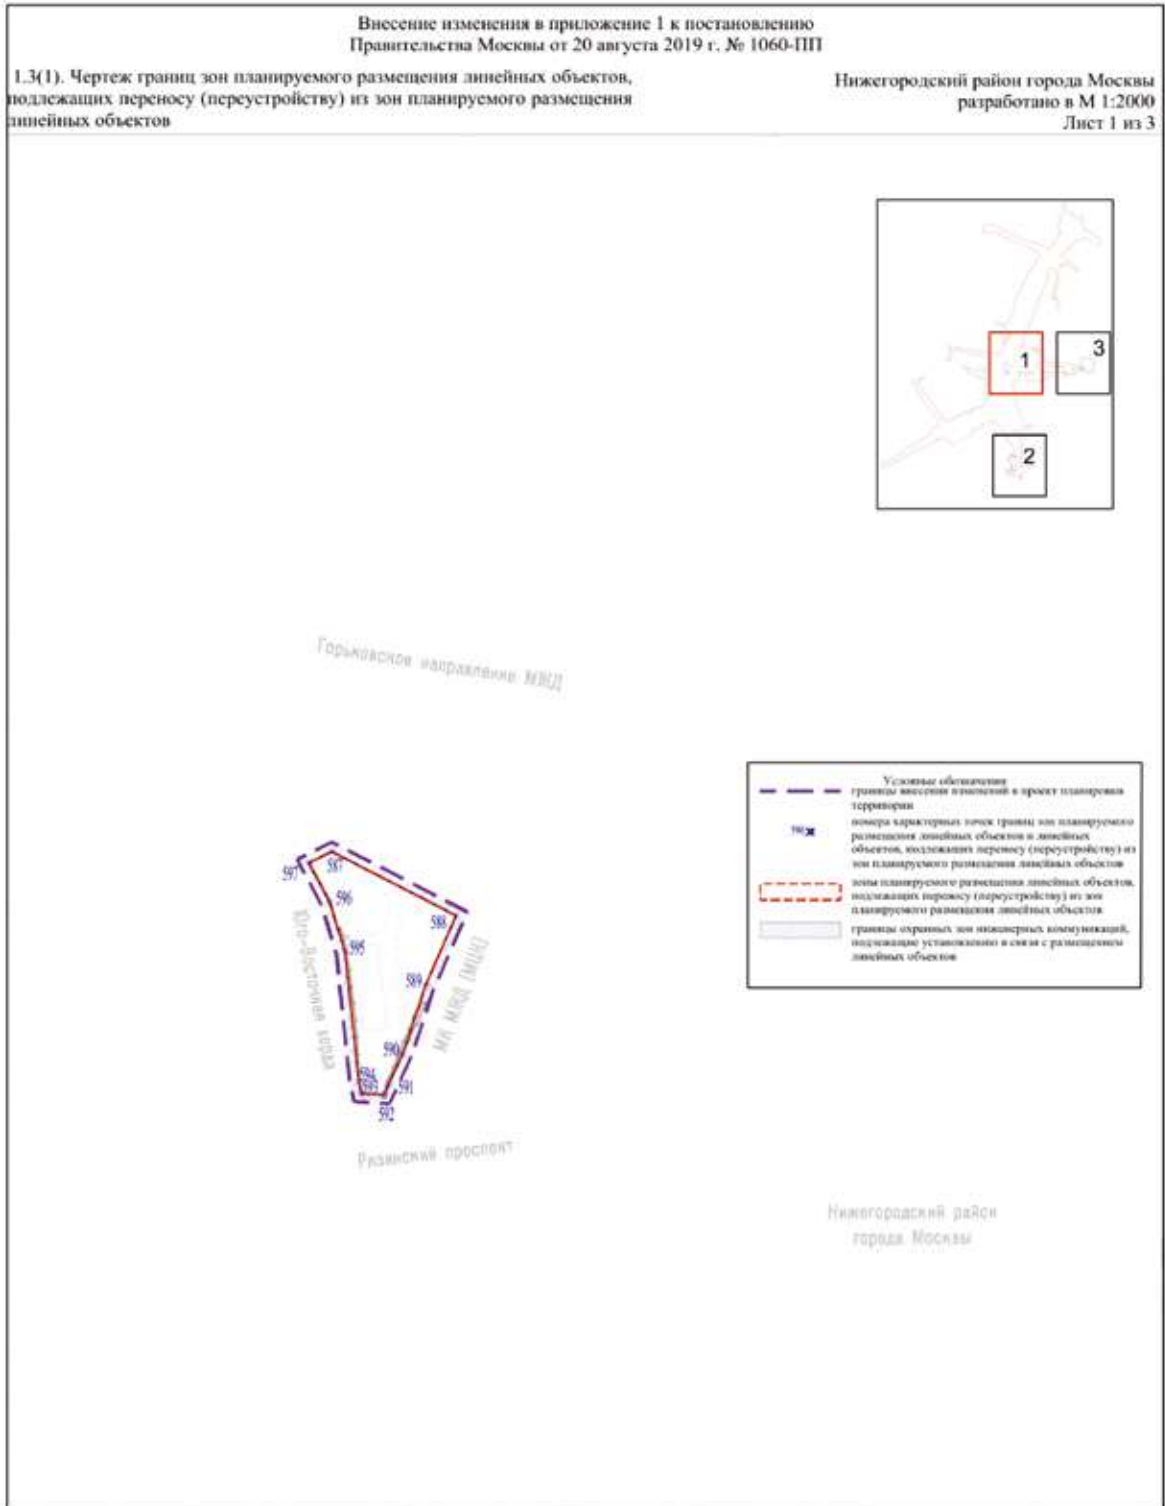 Внесение изменения в приложение 1 к постановлению
Правительства Москвы от 20 августа 2019 г. № 1060-ПП
1.3(1). Чертеж границ зон планируемого размещения линейных объектов,
подлежащих переносу (переустройству) из зон планируемого размещения
линейных объектов
Нижегородский район города Москвы
разработано в М 1:2000
Лист 1 из 3
1
3
2
Горьковское направление МЖД
Условные обозначения
границы внесения изменений в проект планировки
территории
номера характерных точек границ зон планируемого
размещения линейных объектов и линейных
объектов, подлежащих переносу (переустройству) из
зон планируемого размещения линейных объектов
зоны планируемого размещения линейных объектов,
подлежащих переносу (переустройству) из зон
планируемого размещения линейных объектов
границы охранных зон инженерных коммуникаций,
подлежащие установлению в связи с размещением
линейных объектов
597
587
596
588
595
589
590
594
593
591
592
Юго-Восточная хорда
МК МЖД (МЦК)
Рязанский проспект
Нижегородский район
города Москвы